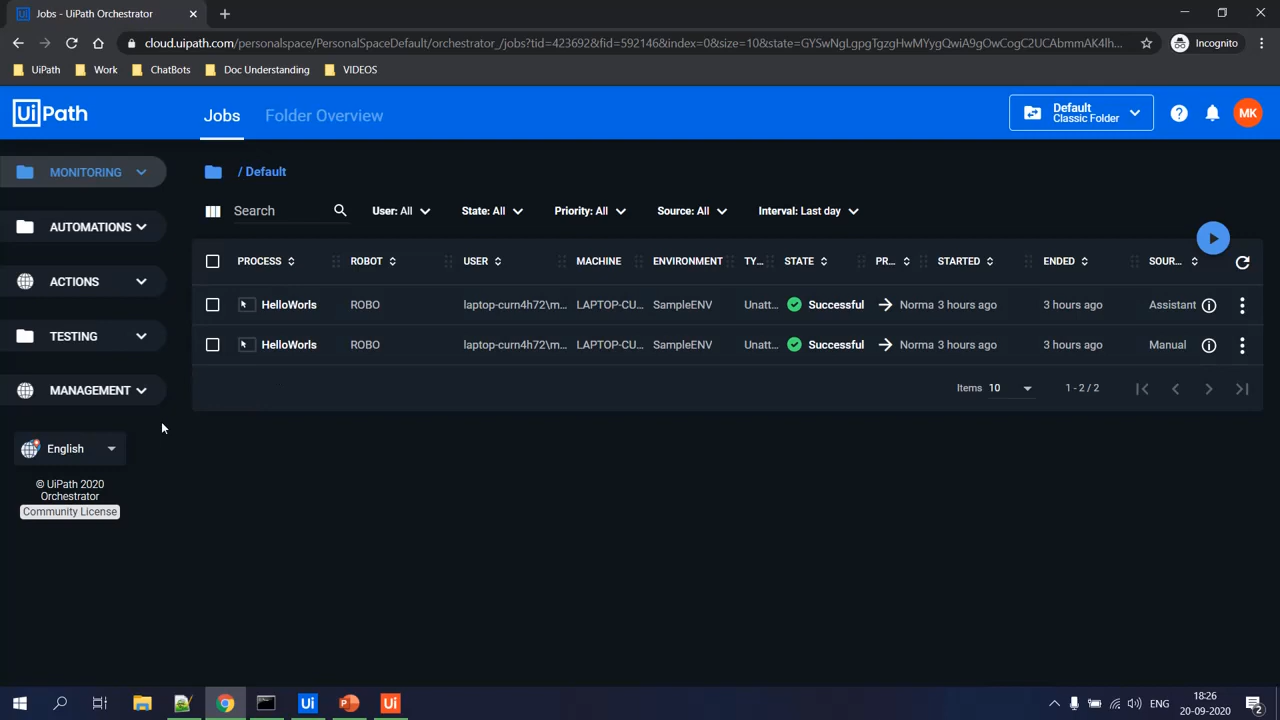 Jobs - UiPath Orchestrator
cloud.uipath.com/personalspace/PersonalSpaceDefault/orchestrator_/jobs?tid=423692&fid=592146&index=0&size=10&state=GYSwNgLgpgTgzgHwMYygQwiA9gOwCogC2UCAbmmAK4lh...
Incognito
UiPath Work ChatBots Doc Understanding VIDEOS
UiPath
Jobs Folder Overview
Default
Classic Folder
MK
MONITORING
AUTOMATIONS
ACTIONS
TESTING
MANAGEMENT
English
© UiPath 2020
Orchestrator
Community License
/ Default
Search User: All State: All Priority: All Source: All Interval: Last day
PROCESS ROBOT USER MACHINE ENVIRONMENT TY... STATE PR... STARTED ENDED SOUR...
HelloWorls ROBO laptop-curn4h72\m... LAPTOP-CU... SampleENV Unatt... Successful Norma 3 hours ago 3 hours ago Assistant
HelloWorls ROBO laptop-curn4h72\m... LAPTOP-CU... SampleENV Unatt... Successful Norma 3 hours ago 3 hours ago Manual
Items 10 1 - 2 / 2
Ui P Ui
ENG
18:26
20-09-2020
2